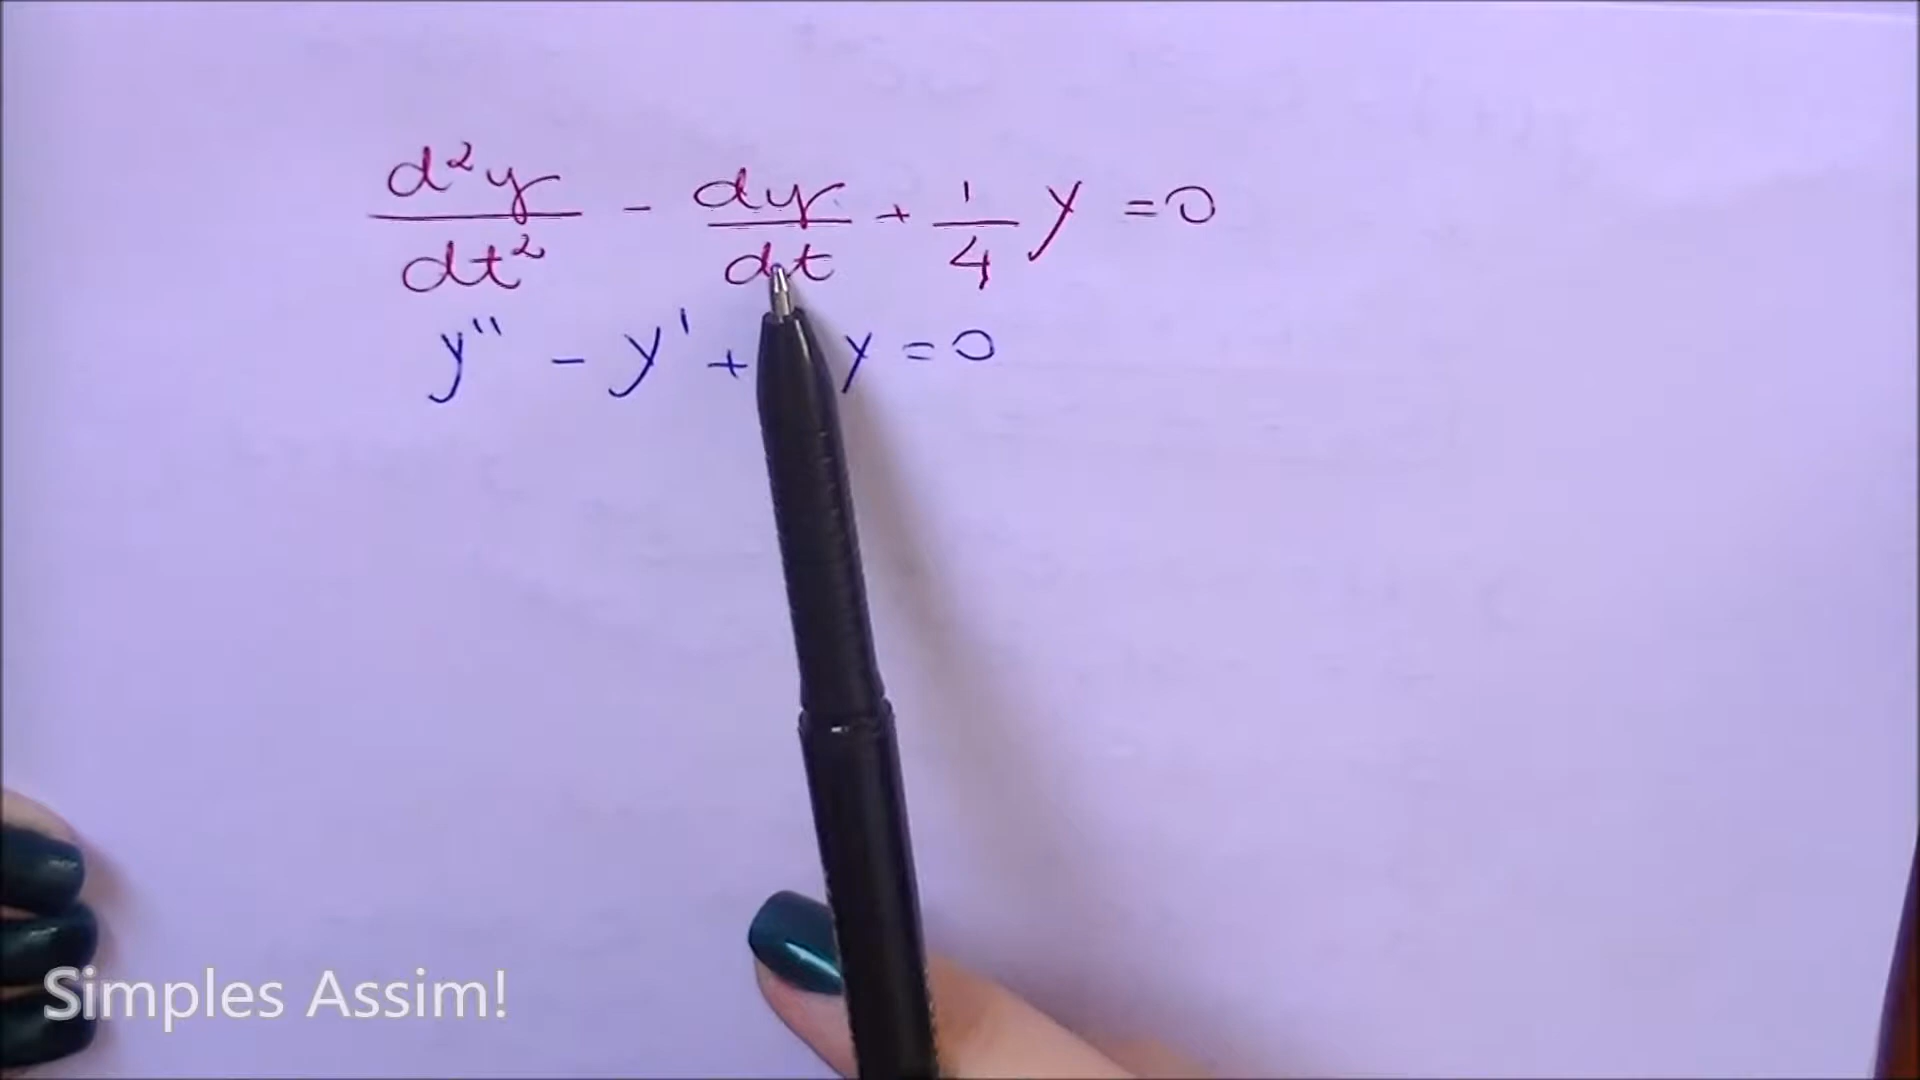 d²y/dt² - dy/dt + 1/4 y = 0
y'' - y' + y = 0
Simples Assim!